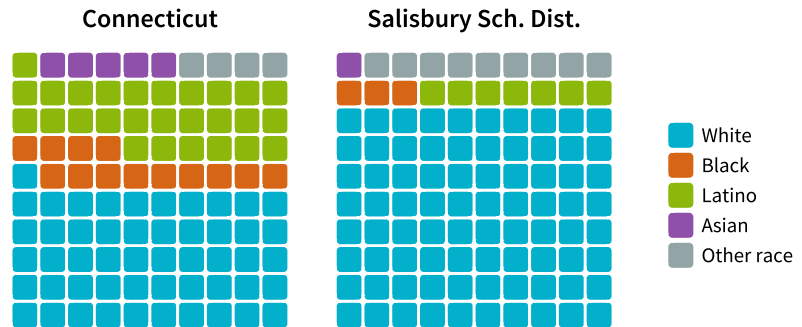 Connecticut
Salisbury Sch. Dist.
White
Black
Latino
Asian
Other race